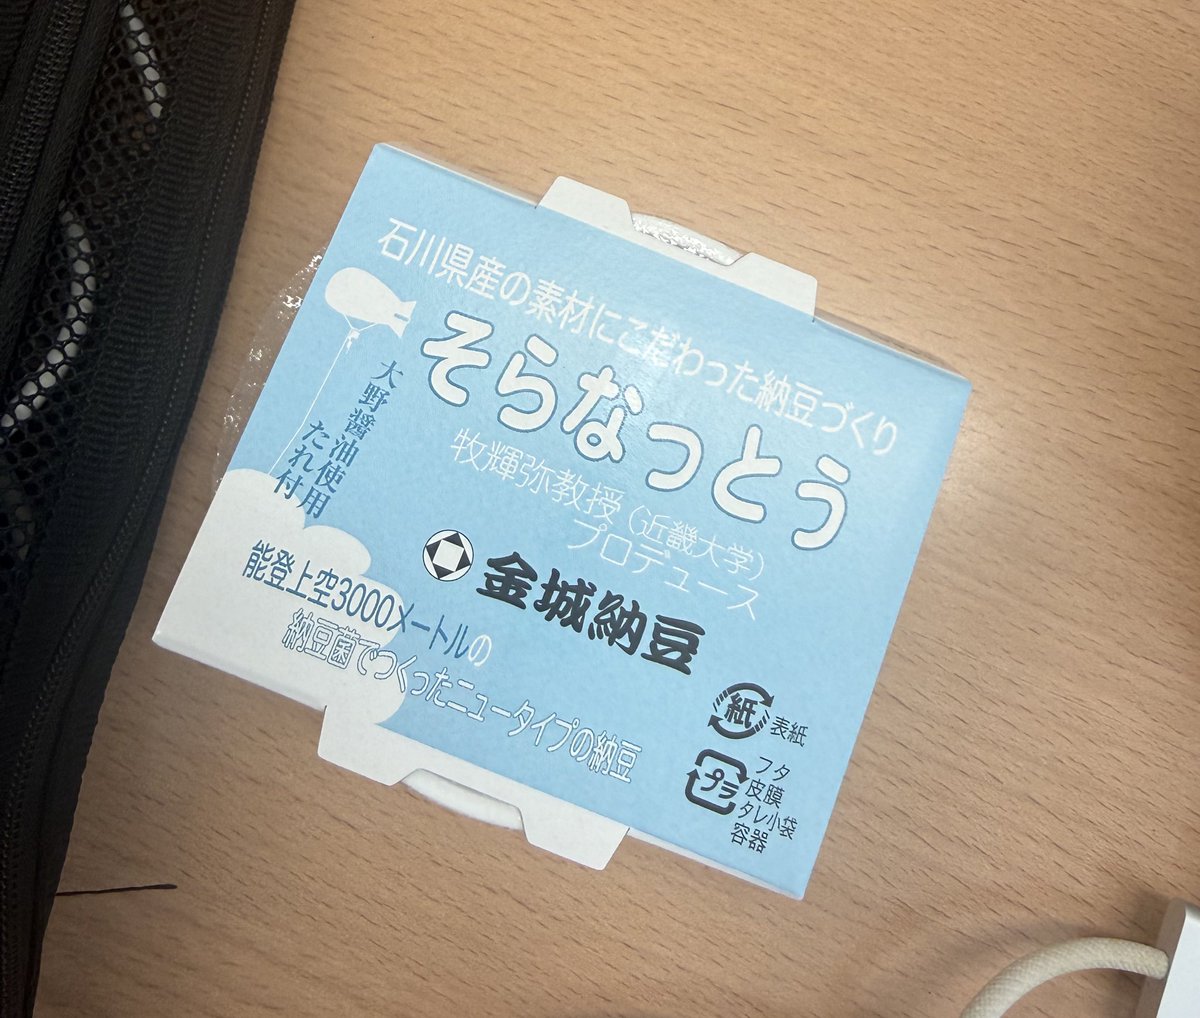 石川県産の素材にこだわった納豆づくり
そらなっとう
大野醤油使用
たれ付
牧輝弥教授（近畿大学）
プロデュース
金城納豆
能登上空3000メートルの
納豆菌でつくったニュータイプの納豆
紙
表紙
プラ
フタ
皮膜
タレ小袋
容器